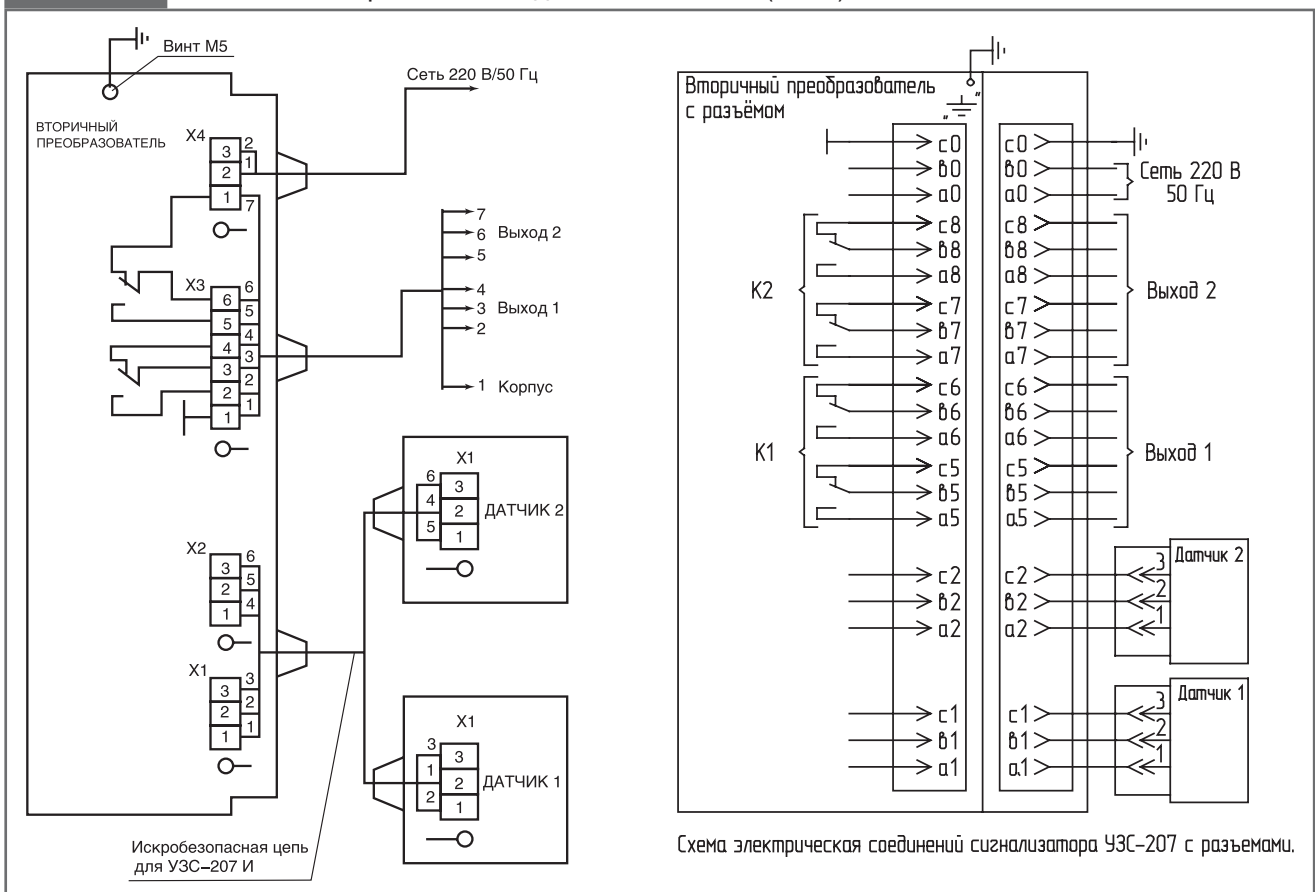 Винт М5
Сеть 220 В/50 Гц
ВТОРИЧНЫЙ
ПРЕОБРАЗОВАТЕЛЬ
X4
3
2
1
2
1
7
7
6 Выход 2
5
4
3 Выход 1
2
1 Корпус
X3
6
5
4
3
2
1
6
5
4
3
2
1
X1
6
4
5
3
2
1
ДАТЧИК 2
X2
3
2
1
6
5
4
X1
3
2
1
3
2
1
X1
3
1
2
3
2
1
ДАТЧИК 1
Искробезопасная цепь
для УЗС–207 И
Вторичный преобразователь
с разъёмом
" "
с0 с0
в0 в0
а0 а0
Сеть 220 В
50 Гц
с8 с8
в8 в8
а8 а8
К2
с7 с7
Выход 2
в7 в7
а7 а7
с6 с6
в6 в6
а6 а6
К1
Выход 1
с5 с5
в5 в5
а5 а5
Датчик 2
с2 с2 3
в2 в2 2
а2 а2 1
Датчик 1
с1 с1 3
в1 в1 2
а1 а.1 1
Схема электрическая соединений сигнализатора УЗС–207 с разъемами.